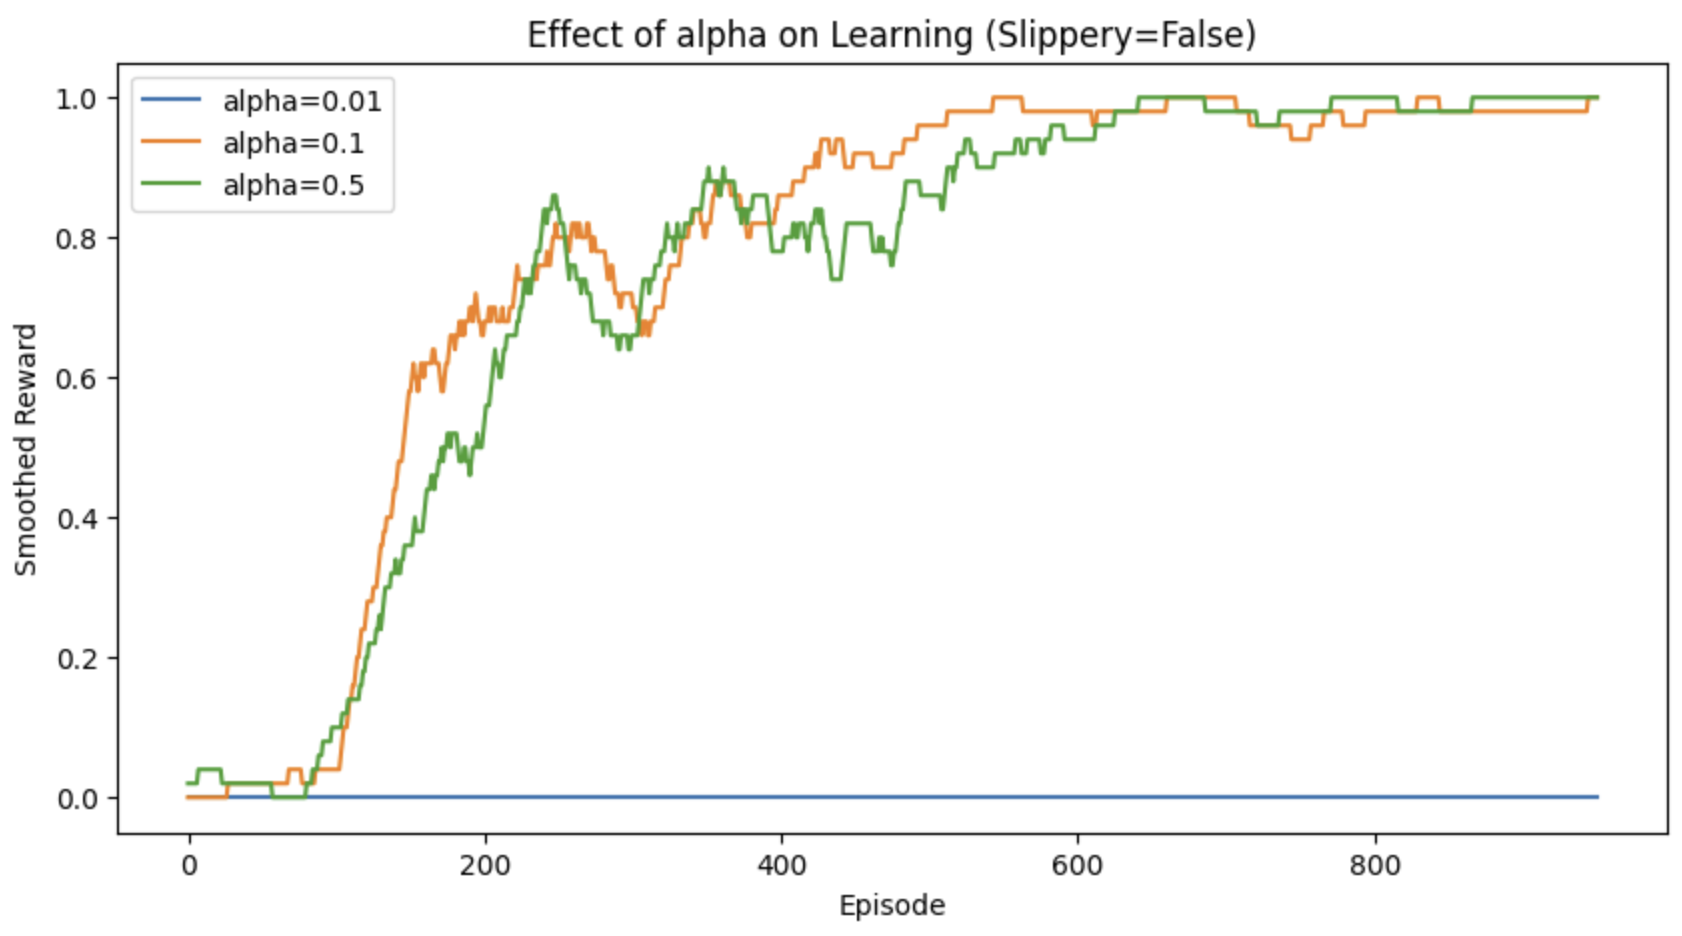 Effect of alpha on Learning (Slippery=False)
alpha=0.01
alpha=0.1
alpha=0.5
Smoothed Reward
1.0
0.8
0.6
0.4
0.2
0.0
0 200 400 600 800
Episode